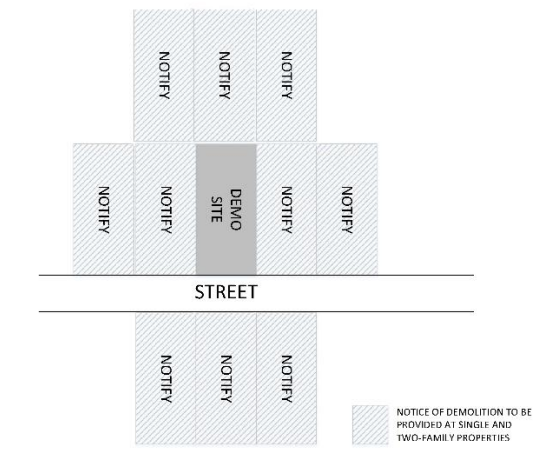 NOTIFY
NOTIFY
NOTIFY
NOTIFY
NOTIFY
DEMO
SITE
NOTIFY
NOTIFY
STREET
NOTIFY
NOTIFY
NOTIFY
NOTICE OF DEMOLITION TO BE
PROVIDED AT SINGLE AND
TWO-FAMILY PROPERTIES